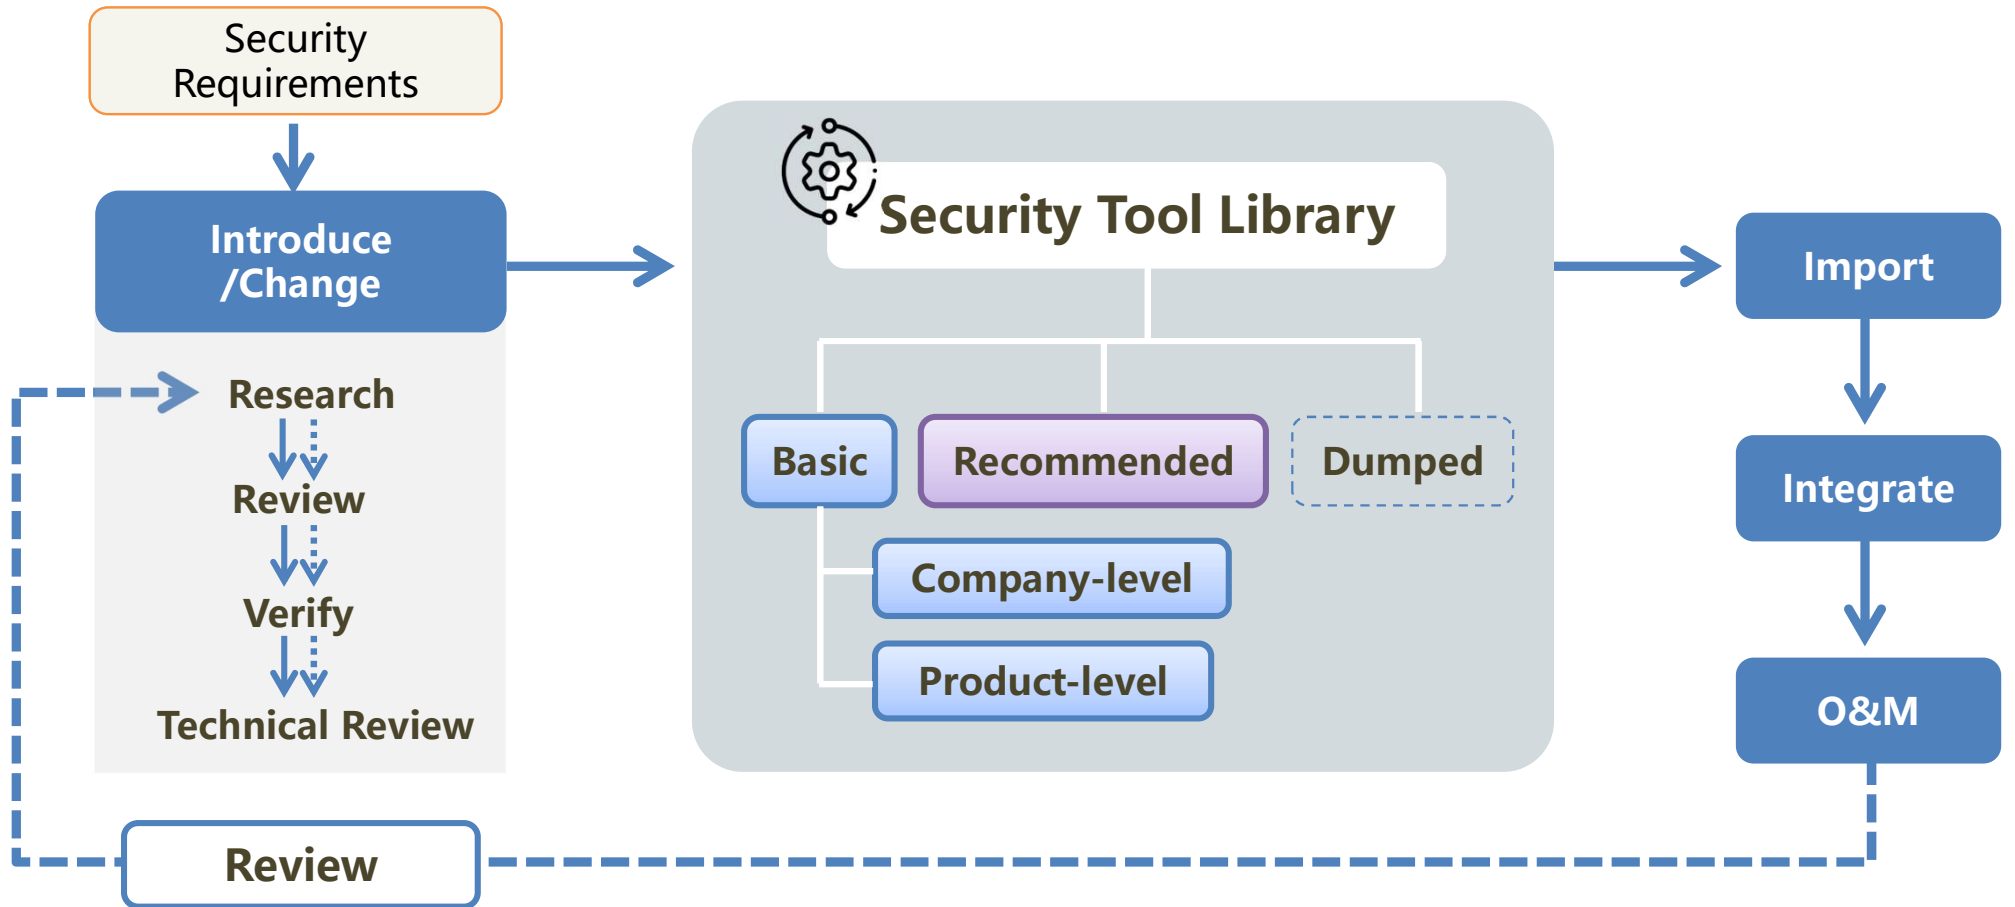 Security
Requirements
Introduce
/Change
Research
Review
Verify
Technical Review
Review
Security Tool Library
Basic
Recommended
Dumped
Company-level
Product-level
Import
Integrate
O&M